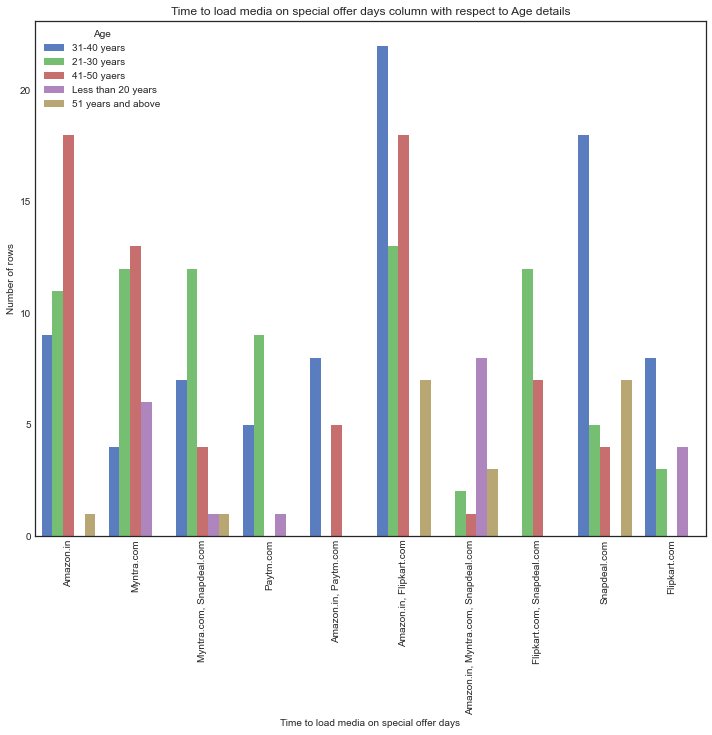 Time to load media on special offer days column with respect to Age details
Age
31-40 years
21-30 years
41-50 yaers
Less than 20 years
51 years and above
Number of rows
20
15
10
5
0
Amazon.in
Myntra.com
Myntra.com, Snapdeal.com
Paytm.com
Amazon.in, Paytm.com
Amazon.in, Flipkart.com
Amazon.in, Myntra.com, Snapdeal.com
Flipkart.com, Snapdeal.com
Snapdeal.com
Flipkart.com
Time to load media on special offer days